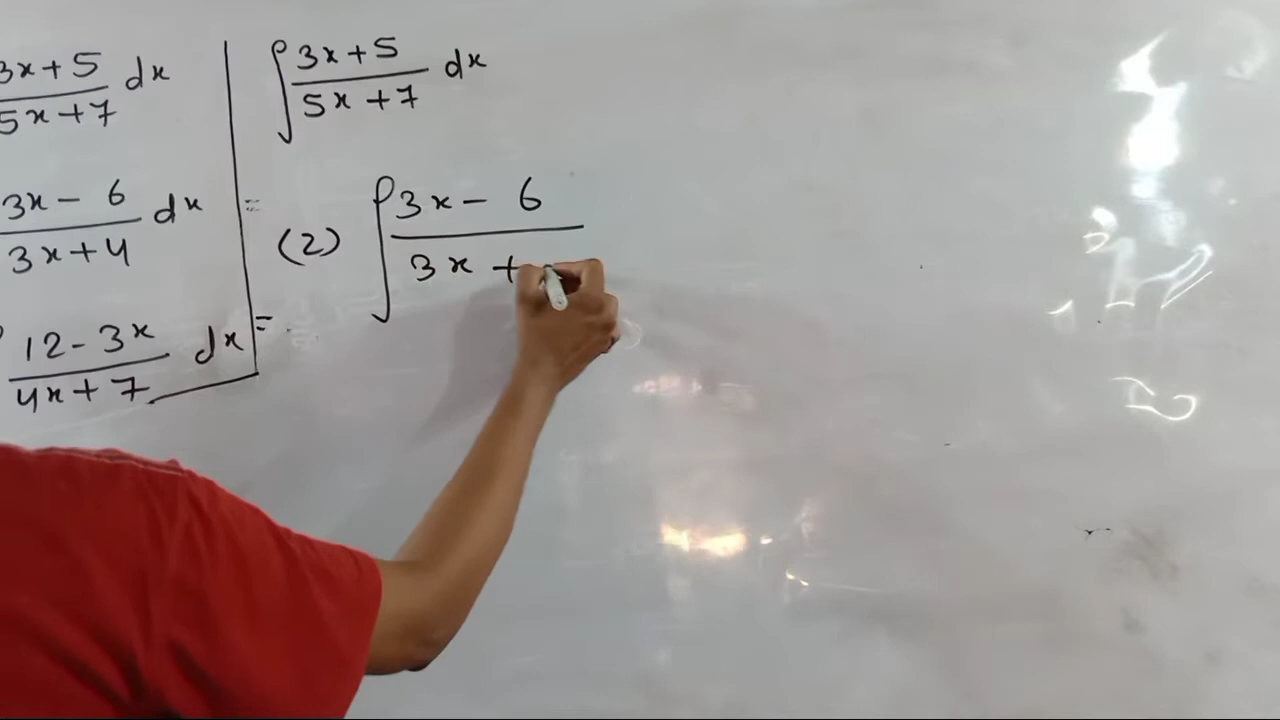 3x+5/5x+7 dx
3x-6/3x+4 dx =
12-3x/4x+7 dx =
∫ 3x+5/5x+7 dx
(2) ∫ 3x-6/3x+